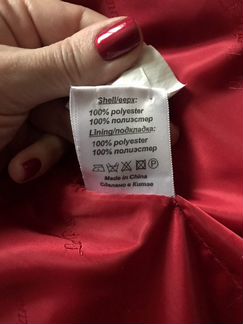 Shell/верх:
100% polyester
100% полиэстер
Lining/подкладка:
100% polyester
100% полиэстер
Made in China
Сделано в Китае